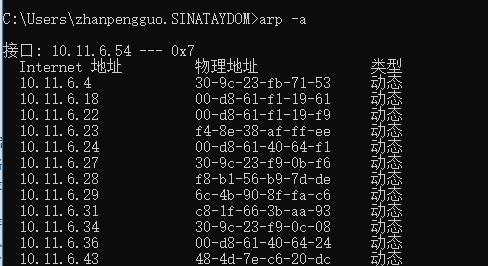 C:\Users\zhanpengguo.SINATAYDOM>arp -a
接口: 10.11.6.54 --- 0x7
Internet 地址 物理地址 类型
10.11.6.4 30-9c-23-fb-71-53 动态
10.11.6.18 00-d8-61-f1-19-61 动态
10.11.6.22 00-d8-61-f1-19-f9 动态
10.11.6.23 f4-8e-38-af-ff-ee 动态
10.11.6.24 00-d8-61-40-64-f1 动态
10.11.6.27 30-9c-23-f9-0b-f6 动态
10.11.6.28 f8-b1-56-b9-7d-de 动态
10.11.6.29 6c-4b-90-8f-fa-c6 动态
10.11.6.31 c8-1f-66-3b-aa-93 动态
10.11.6.34 30-9c-23-f9-0c-08 动态
10.11.6.36 00-d8-61-40-64-24 动态
10.11.6.43 48-4d-7e-c6-20-dc 动态